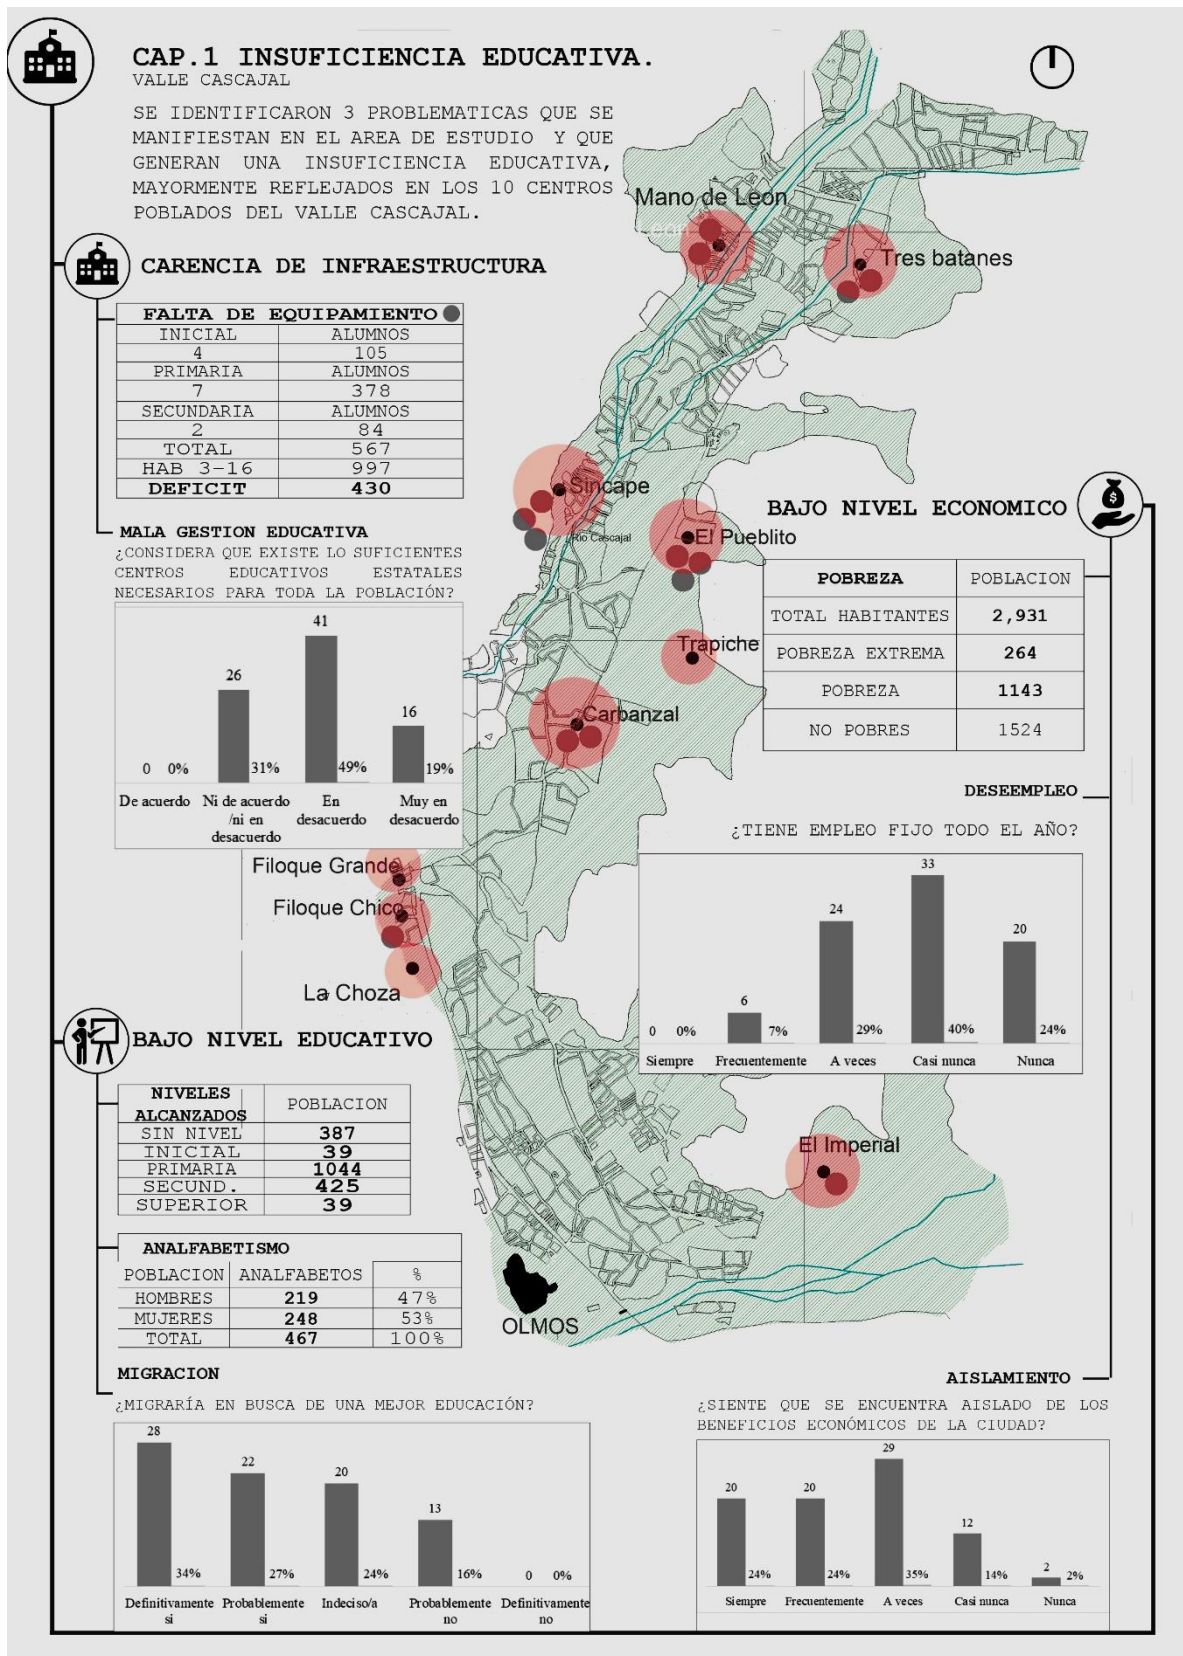 CAP.1 INSUFICIENCIA EDUCATIVA.
VALLE CASCAJAL
SE IDENTIFICARON 3 PROBLEMATICAS QUE SE
MANIFIESTAN EN EL AREA DE ESTUDIO Y QUE
GENERAN UNA INSUFICIENCIA EDUCATIVA,
MAYORMENTE REFLEJADOS EN LOS 10 CENTROS
POBLADOS DEL VALLE CASCAJAL.
Mano de Leon
Tres batanes
CARENCIA DE INFRAESTRUCTURA
FALTA DE EQUIPAMIENTO
INICIAL ALUMNOS
4 105
PRIMARIA ALUMNOS
7 378
SECUNDARIA ALUMNOS
2 84
TOTAL 567
HAB 3-16 997
DEFICIT 430
Sincape
Rio Cascajal
El Pueblito
Trapiche
Carbanzal
MALA GESTION EDUCATIVA
¿CONSIDERA QUE EXISTE LO SUFICIENTES
CENTROS EDUCATIVOS ESTATALES
NECESARIOS PARA TODA LA POBLACIÓN?
41
26
16
0 0% 31% 49% 19%
De acuerdo Ni de acuerdo En Muy en
/ni en desacuerdo desacuerdo
desacuerdo
BAJO NIVEL ECONOMICO
$
POBREZA POBLACION
TOTAL HABITANTES 2,931
POBREZA EXTREMA 264
POBREZA 1143
NO POBRES 1524
DESEEMPLEO
¿TIENE EMPLEO FIJO TODO EL AÑO?
33
24
20
6
0 0% 7% 29% 40% 24%
Siempre Frecuentemente A veces Casi nunca Nunca
Filoque Grande
Filoque Chico
La Choza
El Imperial
OLMOS
BAJO NIVEL EDUCATIVO
NIVELES
ALCANZADOS POBLACION
SIN NIVEL 387
INICIAL 39
PRIMARIA 1044
SECUND. 425
SUPERIOR 39
ANALFABETISMO
POBLACION ANALFABETOS %
HOMBRES 219 47%
MUJERES 248 53%
TOTAL 467 100%
MIGRACION
¿MIGRARÍA EN BUSCA DE UNA MEJOR EDUCACIÓN?
28
22
20
13
34% 27% 24% 16% 0 0%
Definitivamente Probablemente Indeciso/a Probablemente Definitivamente
si si no no
AISLAMIENTO
¿SIENTE QUE SE ENCUENTRA AISLADO DE LOS
BENEFICIOS ECONÓMICOS DE LA CIUDAD?
29
20 20
12
2
24% 24% 35% 14% 2%
Siempre Frecuentemente A veces Casi nunca Nunca